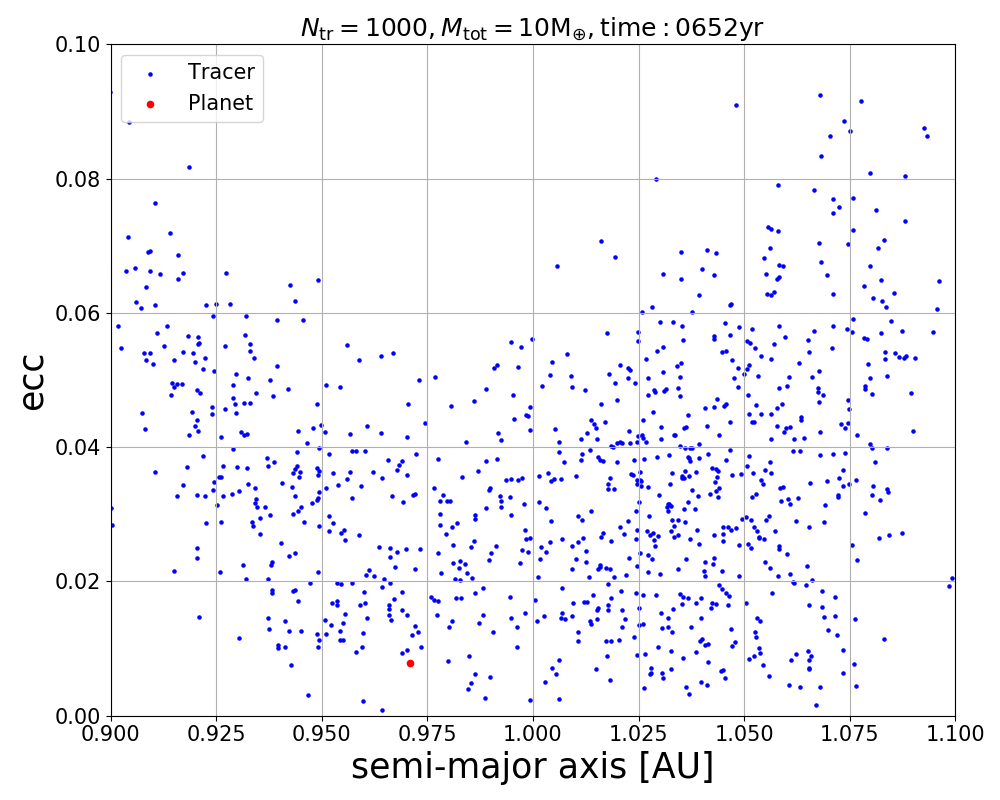 N_tr = 1000, M_tot = 10M_⊕, time : 0652yr
Tracer
Planet
0.10
0.08
0.06
0.04
0.02
0.00
ecc
0.900 0.925 0.950 0.975 1.000 1.025 1.050 1.075 1.100
semi-major axis [AU]